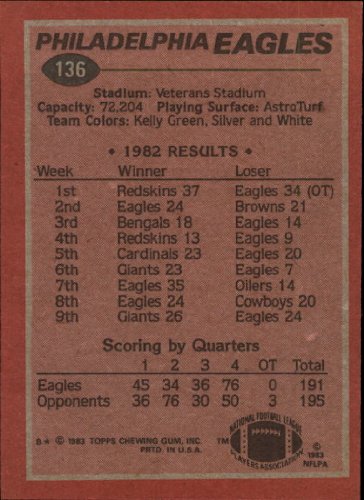 PHILADELPHIA EAGLES
136
Stadium: Veterans Stadium
Capacity: 72,204 Playing Surface: AstroTurf
Team Colors: Kelly Green, Silver and White
• 1982 RESULTS •
Week Winner Loser
1st Redskins 37 Eagles 34 (OT)
2nd Eagles 24 Browns 21
3rd Bengals 18 Eagles 14
4th Redskins 13 Eagles 9
5th Cardinals 23 Eagles 20
6th Giants 23 Eagles 7
7th Eagles 35 Oilers 14
8th Eagles 24 Cowboys 20
9th Giants 26 Eagles 24
Scoring by Quarters
1 2 3 4 OT Total
Eagles 45 34 36 76 0 191
Opponents 36 76 30 50 3 195
B* © 1983 TOPPS CHEWING GUM, INC.
PRTD. IN U.S.A.
TM
NATIONAL FOOTBALL LEAGUE
PLAYERS ASSOCIATION
© 1983
NFLPA